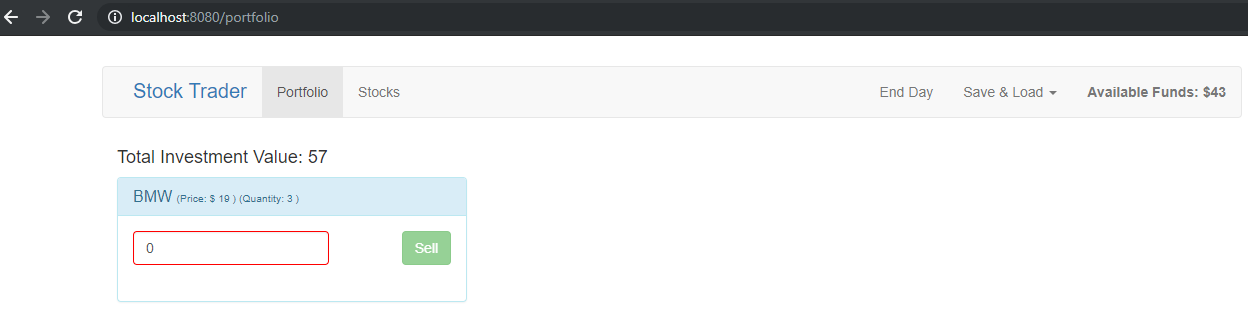 localhost:8080/portfolio
Stock Trader Portfolio Stocks End Day Save & Load Available Funds: $43
Total Investment Value: 57
BMW (Price: $ 19 ) (Quantity: 3 )
0 Sell